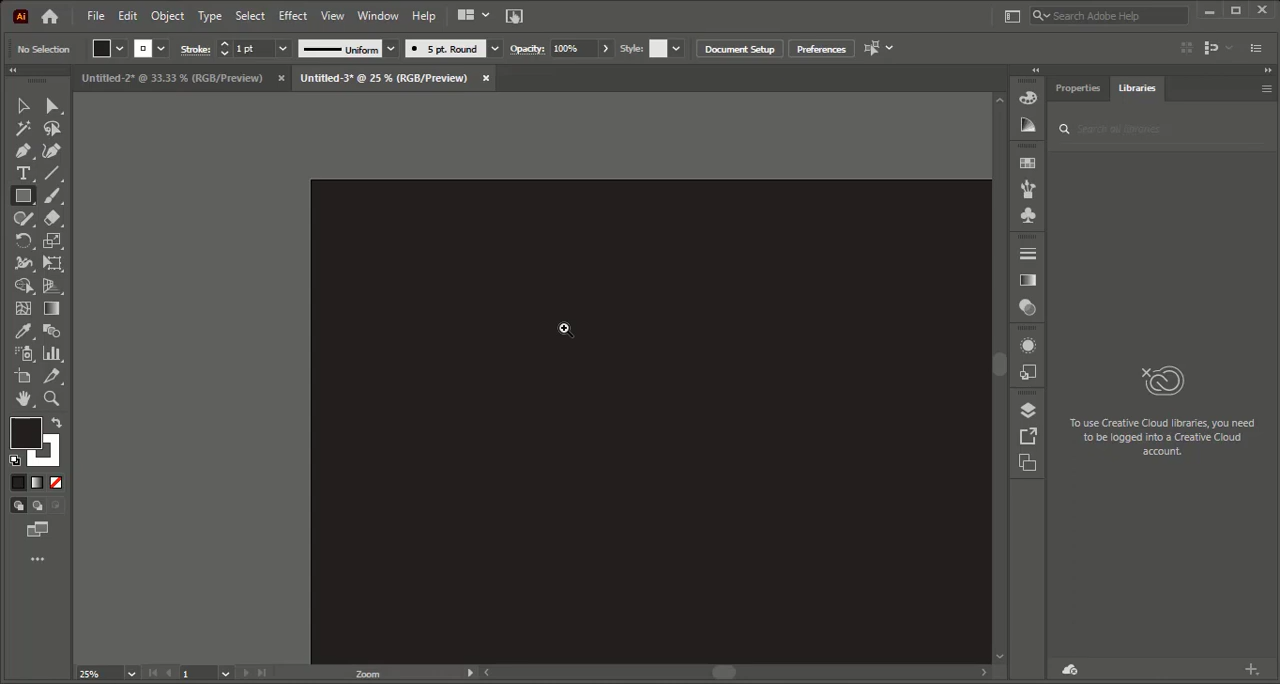 Ai File Edit Object Type Select Effect View Window Help Search Adobe Help
No Selection Stroke: 1 pt Uniform 5 pt. Round Opacity: 100% Style: Document Setup Preferences
Untitled-2* @ 33.33 % (RGB/Preview) Untitled-3* @ 25 % (RGB/Preview)
Properties Libraries
Search all libraries
To use Creative Cloud libraries, you need
to be logged into a Creative Cloud
account.
25% 1 Zoom